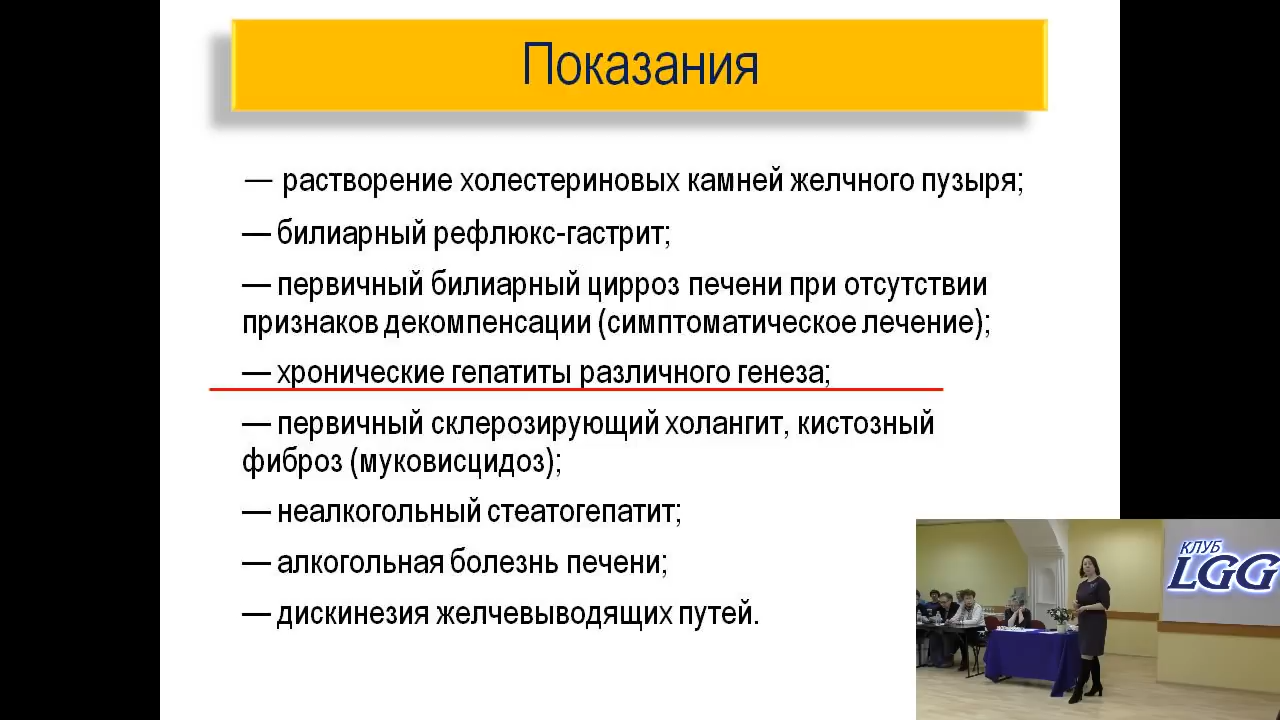 Показания
— растворение холестериновых камней желчного пузыря;
— билиарный рефлюкс-гастрит;
— первичный билиарный цирроз печени при отсутствии
признаков декомпенсации (симптоматическое лечение);
— хронические гепатиты различного генеза;
— первичный склерозирующий холангит, кистозный
фиброз (муковисцидоз);
— неалкогольный стеатогепатит;
— алкогольная болезнь печени;
— дискинезия желчевыводящих путей.
КЛУБ
LGG